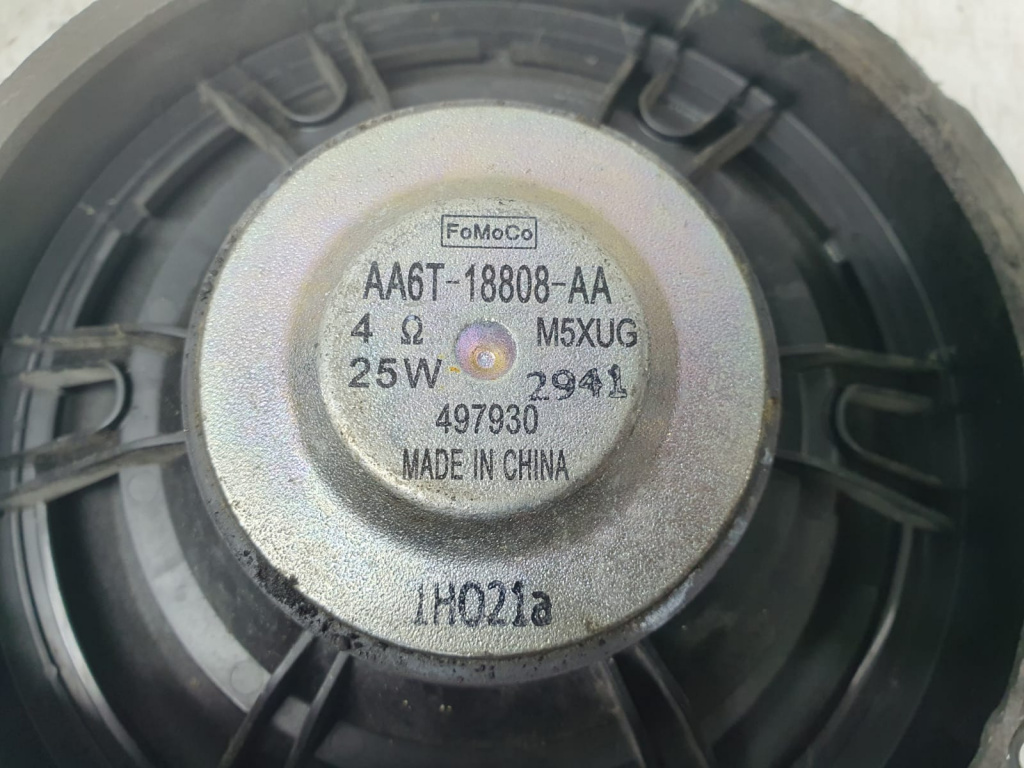 FoMoCo
AA6T-18808-AA
4 Ω M5XUG
25W 2941
497930
MADE IN CHINA
1H021a